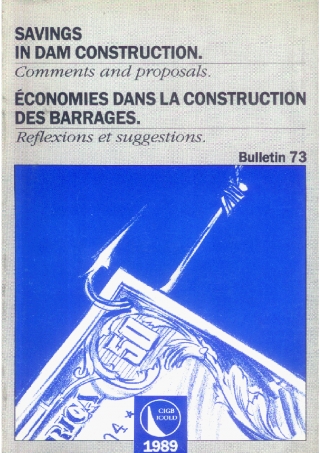 SAVINGS
IN DAM CONSTRUCTION.
Comments and proposals.
ÉCONOMIES DANS LA CONSTRUCTION
DES BARRAGES.
Reflexions et suggestions.
Bulletin 73
50
RICA
CIGB
ICOLD
1989